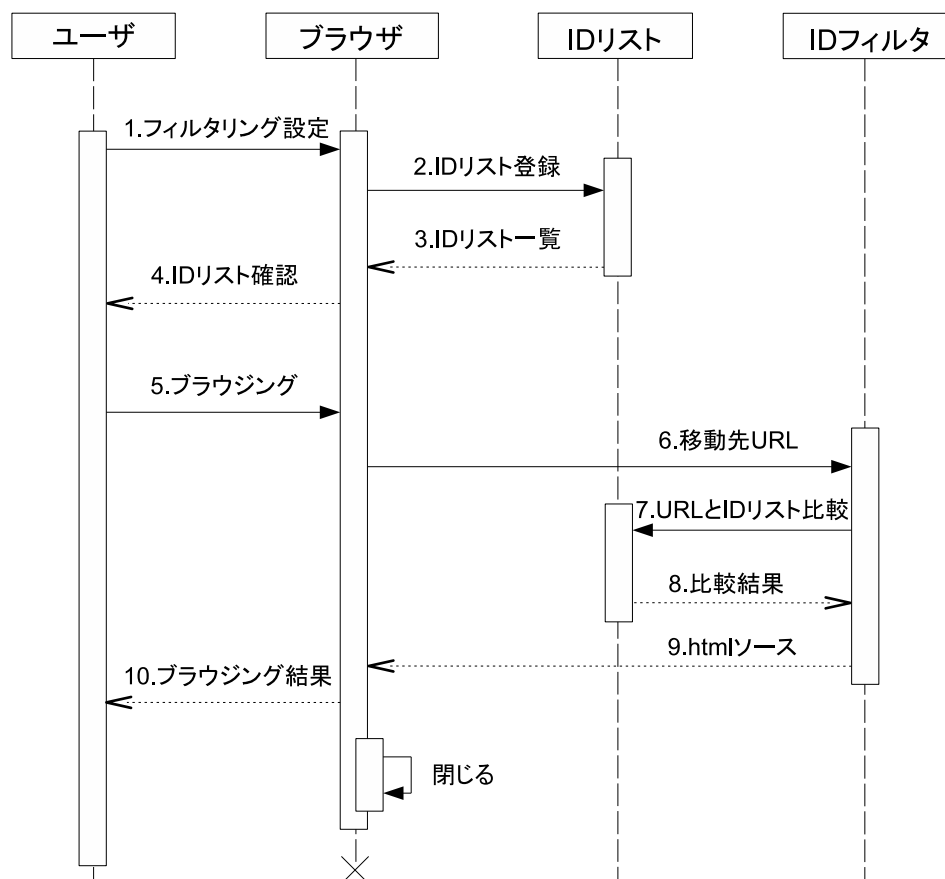 ユーザ
ブラウザ
IDリスト
IDフィルタ
1.フィルタリング設定
2.IDリスト登録
3.IDリスト一覧
4.IDリスト確認
5.ブラウジング
6.移動先URL
7.URLとIDリスト比較
8.比較結果
9.htmlソース
10.ブラウジング結果
閉じる